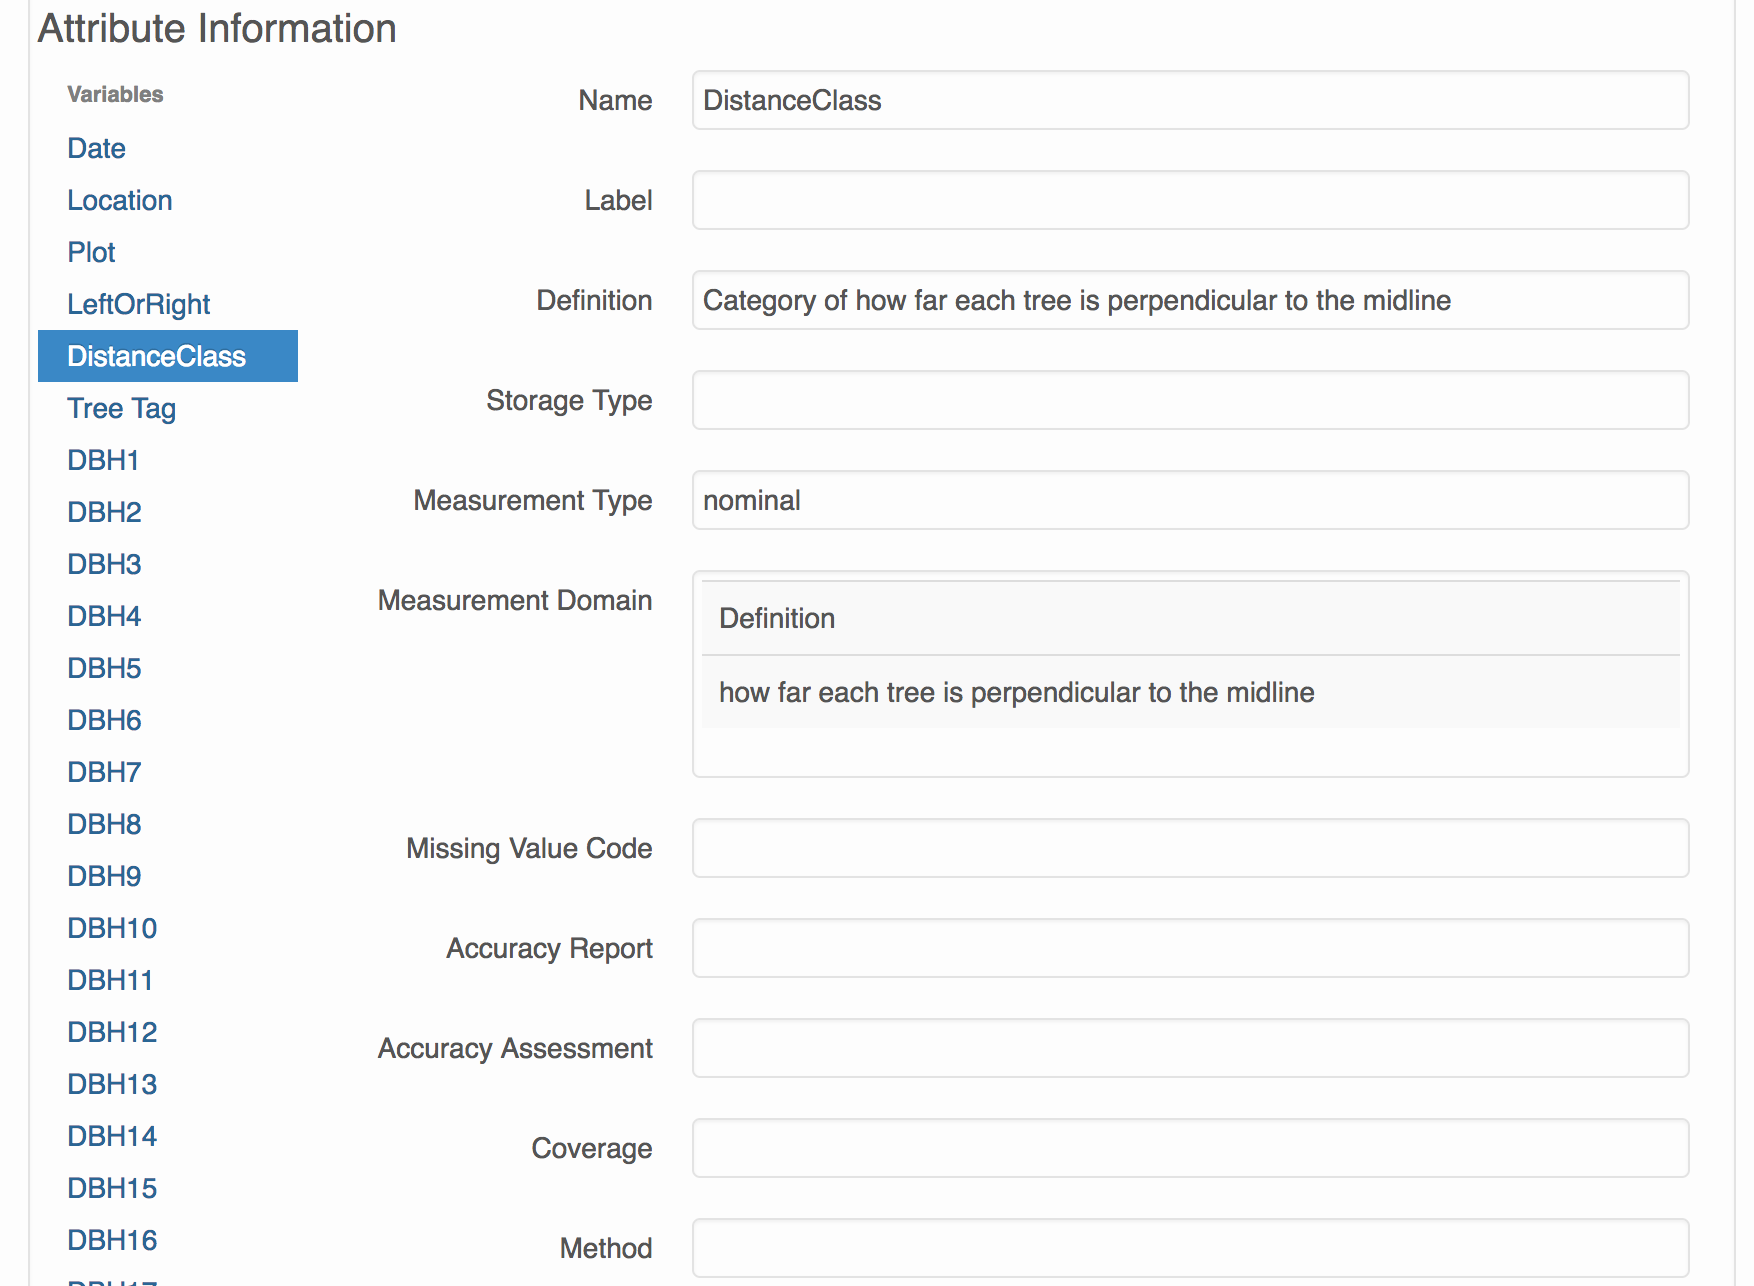 Attribute Information
Variables
Date
Location
Plot
LeftOrRight
DistanceClass
Tree Tag
DBH1
DBH2
DBH3
DBH4
DBH5
DBH6
DBH7
DBH8
DBH9
DBH10
DBH11
DBH12
DBH13
DBH14
DBH15
DBH16
DBH17
Name DistanceClass
Label
Definition Category of how far each tree is perpendicular to the midline
Storage Type
Measurement Type nominal
Measurement Domain Definition
how far each tree is perpendicular to the midline
Missing Value Code
Accuracy Report
Accuracy Assessment
Coverage
Method